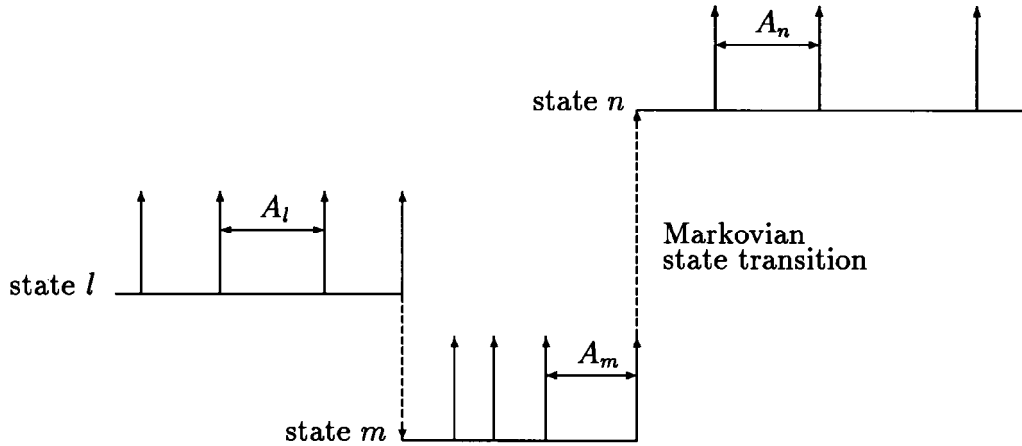 A_n
state n
A_l
Markovian
state transition
state l
A_m
state m